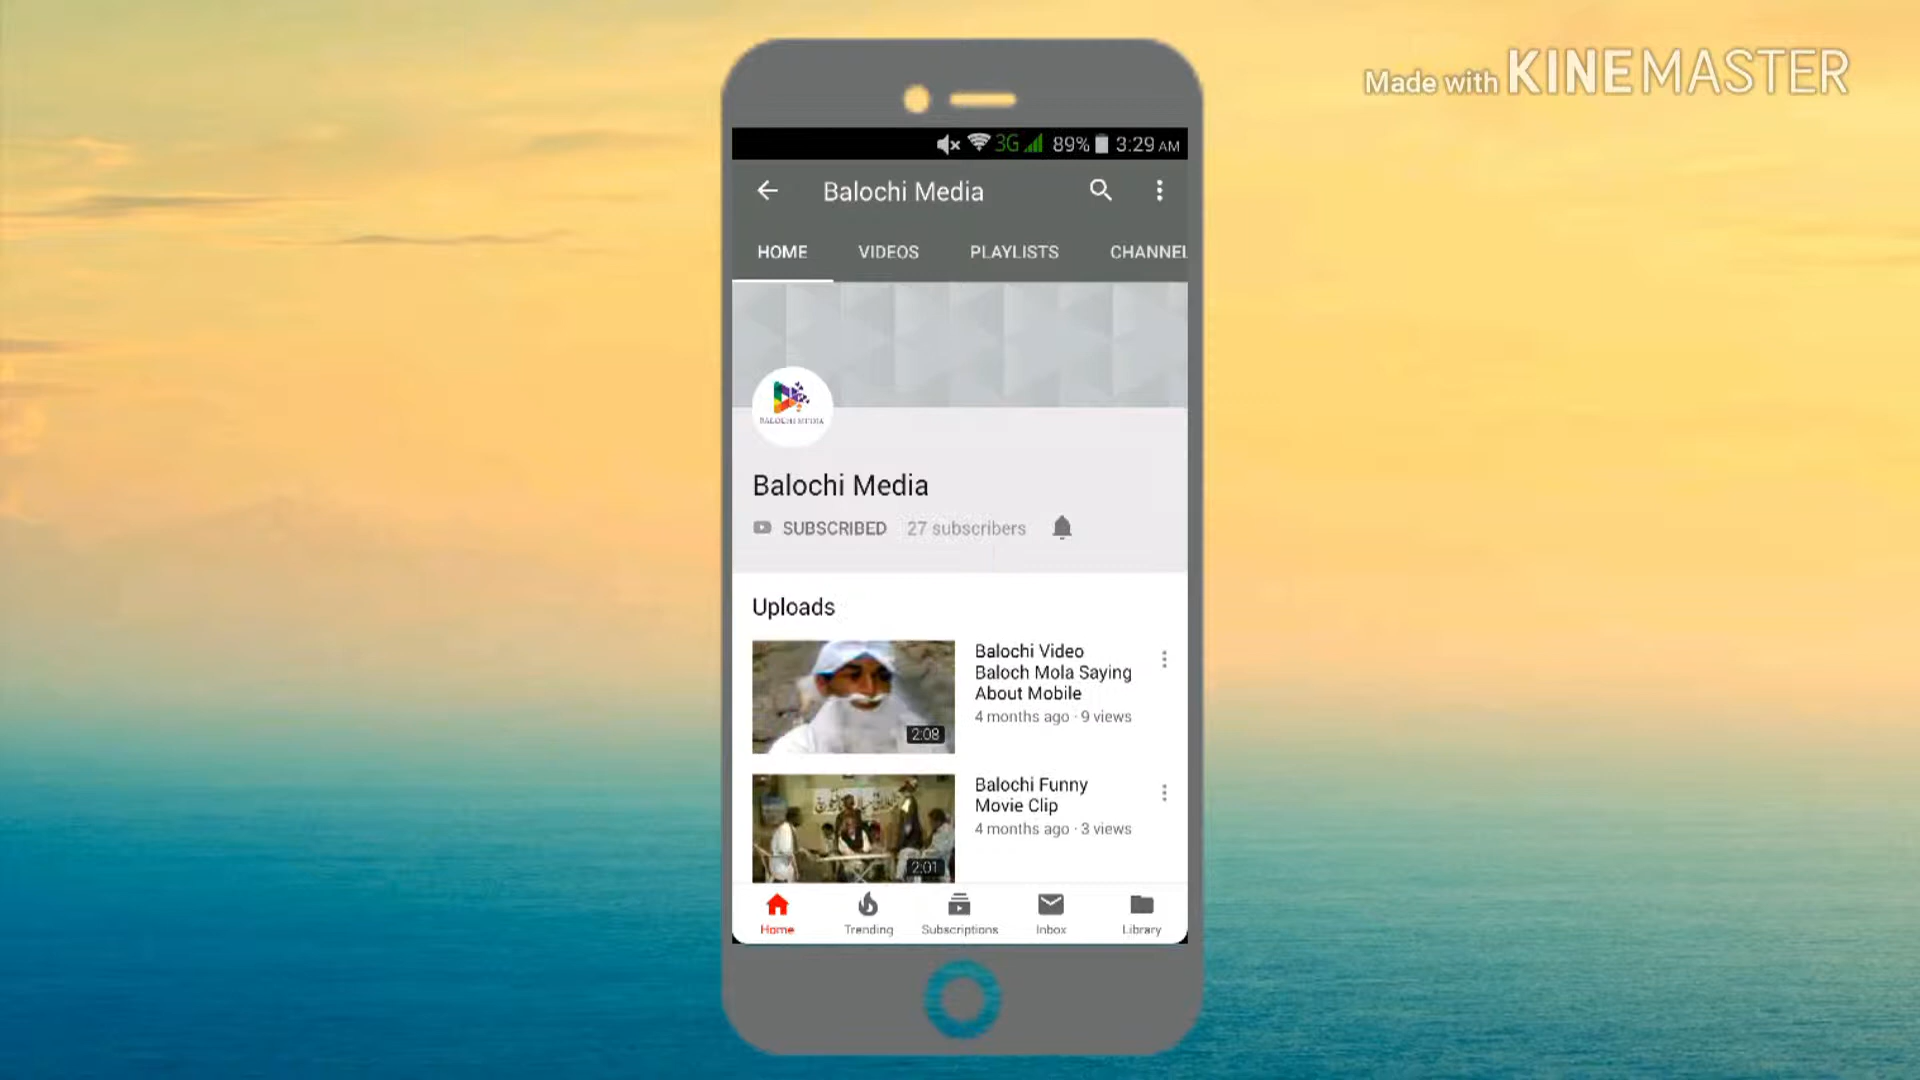 Made with KINEMASTER
3G 89% 3:29 AM
Balochi Media
HOME VIDEOS PLAYLISTS CHANNEL
BALOCHI MEDIA
Balochi Media
SUBSCRIBED 27 subscribers
Uploads
Balochi Video
Baloch Mola Saying
About Mobile
4 months ago · 9 views
2:08
Balochi Funny
Movie Clip
4 months ago · 3 views
2:01
Home Trending Subscriptions Inbox Library